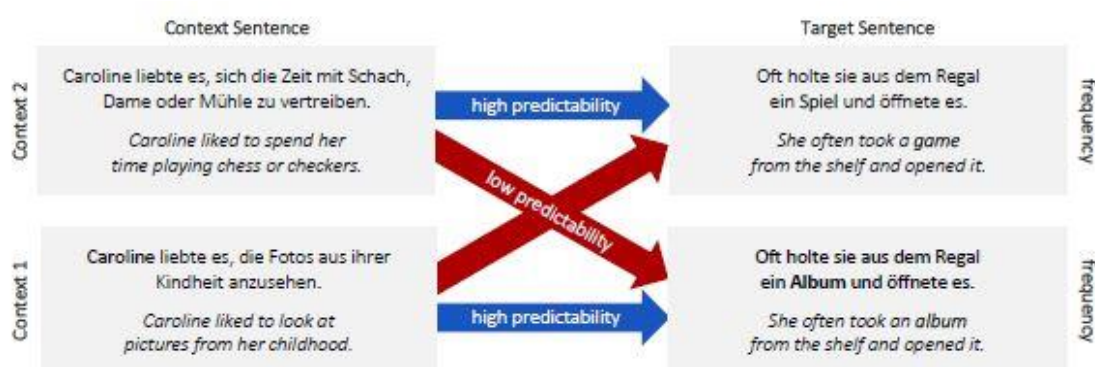 Context Sentence
Target Sentence
Context 2
Caroline liebte es, sich die Zeit mit Schach,
Dame oder Mühle zu vertreiben.
Caroline liked to spend her
time playing chess or checkers.
high predictability
Oft holte sie aus dem Regal
ein Spiel und öffnete es.
She often took a game
from the shelf and opened it.
frequency
low predictability
Context 1
Caroline liebte es, die Fotos aus ihrer
Kindheit anzusehen.
Caroline liked to look at
pictures from her childhood.
high predictability
Oft holte sie aus dem Regal
ein Album und öffnete es.
She often took an album
from the shelf and opened it.
frequency